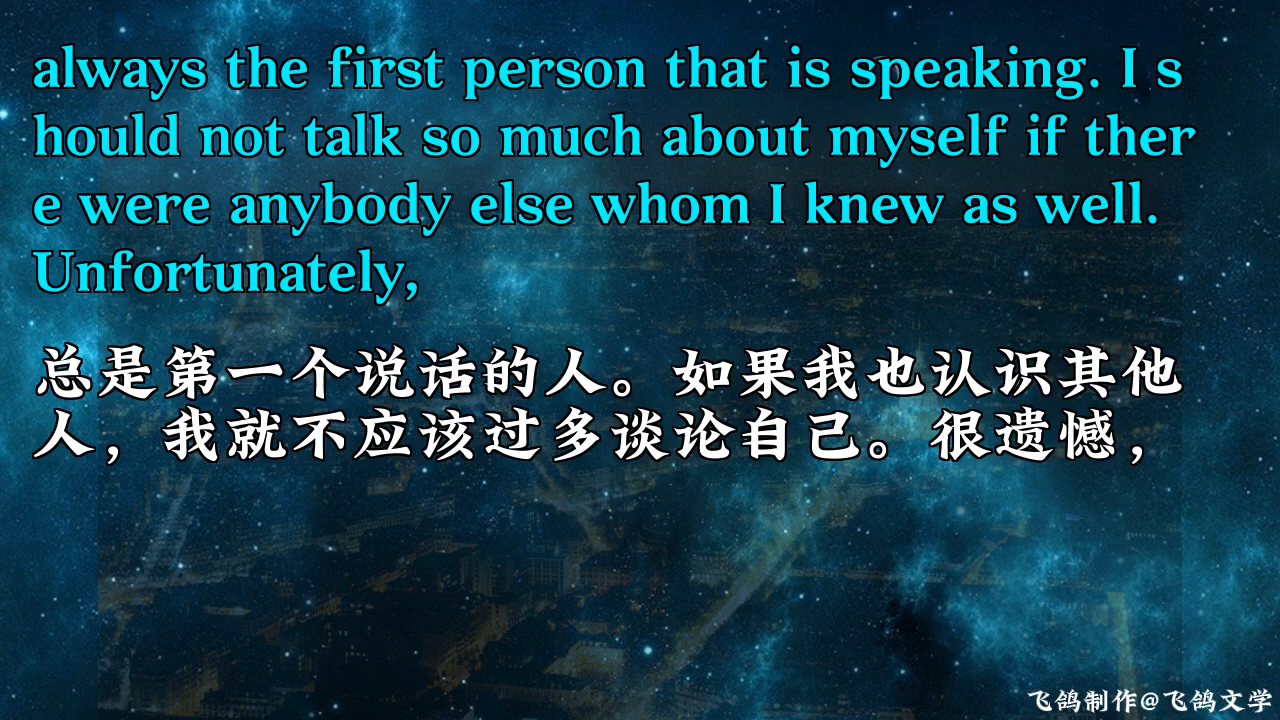 always the first person that is speaking. I s
hould not talk so much about myself if ther
e were anybody else whom I knew as well.
Unfortunately,
总是第一个说话的人。如果我也认识其他
人，我就不应该过多谈论自己。很遗憾，
飞鸽制作@飞鸽文学